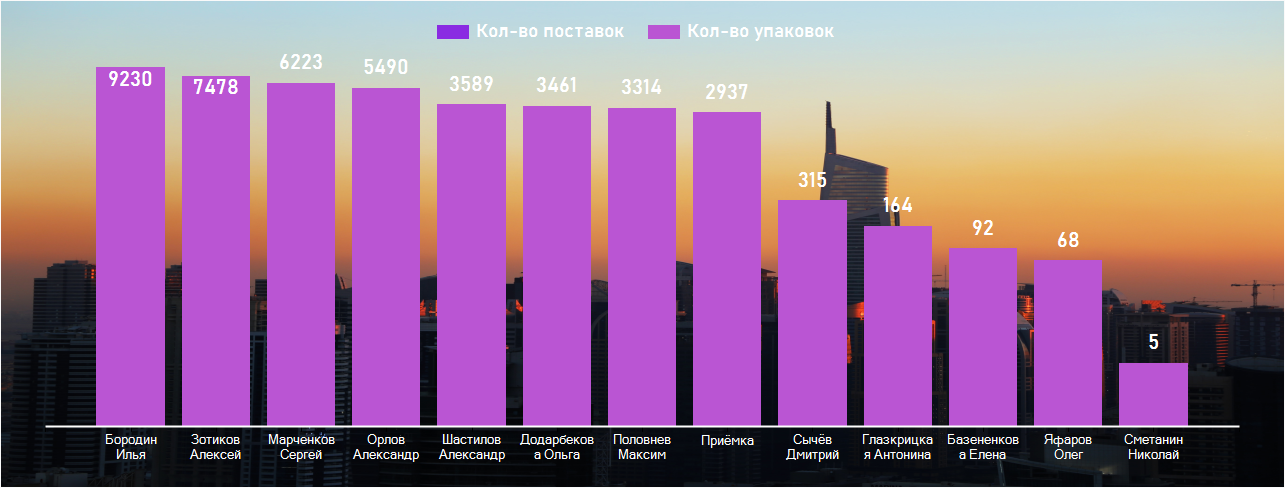 Кол-во поставок Кол-во упаковок
9230 7478 6223 5490 3589 3461 3314 2937 315 164 92 68 5
Бородин Илья
Зотиков Алексей
Марченков Сергей
Орлов Александр
Шастилов Александр
Додарбеков а Ольга
Половнев Максим
Приёмка
Сычёв Дмитрий
Глазкрицка я Антонина
Базененков а Елена
Яфаров Олег
Сметанин Николай